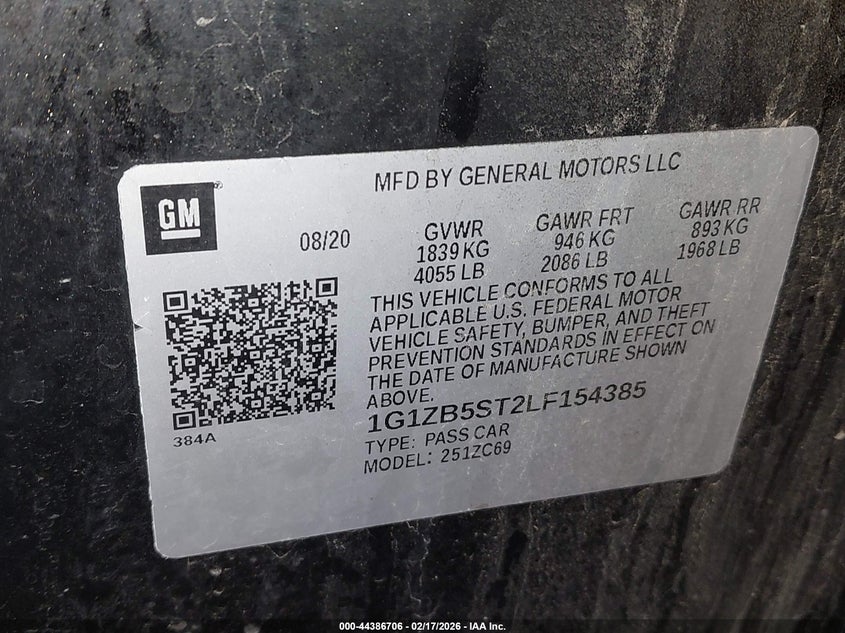 MFD BY GENERAL MOTORS LLC
GM
08/20
GVWR
1839 KG
4055 LB
GAWR FRT
946 KG
2086 LB
GAWR RR
893 KG
1968 LB
THIS VEHICLE CONFORMS TO ALL
APPLICABLE U.S. FEDERAL MOTOR
VEHICLE SAFETY, BUMPER, AND THEFT
PREVENTION STANDARDS IN EFFECT ON
THE DATE OF MANUFACTURE SHOWN
ABOVE.
1G1ZB5ST2LF154385
TYPE: PASS CAR
MODEL: 251ZC69
384A
000-44386706 - 02/17/2026 - IAA Inc.